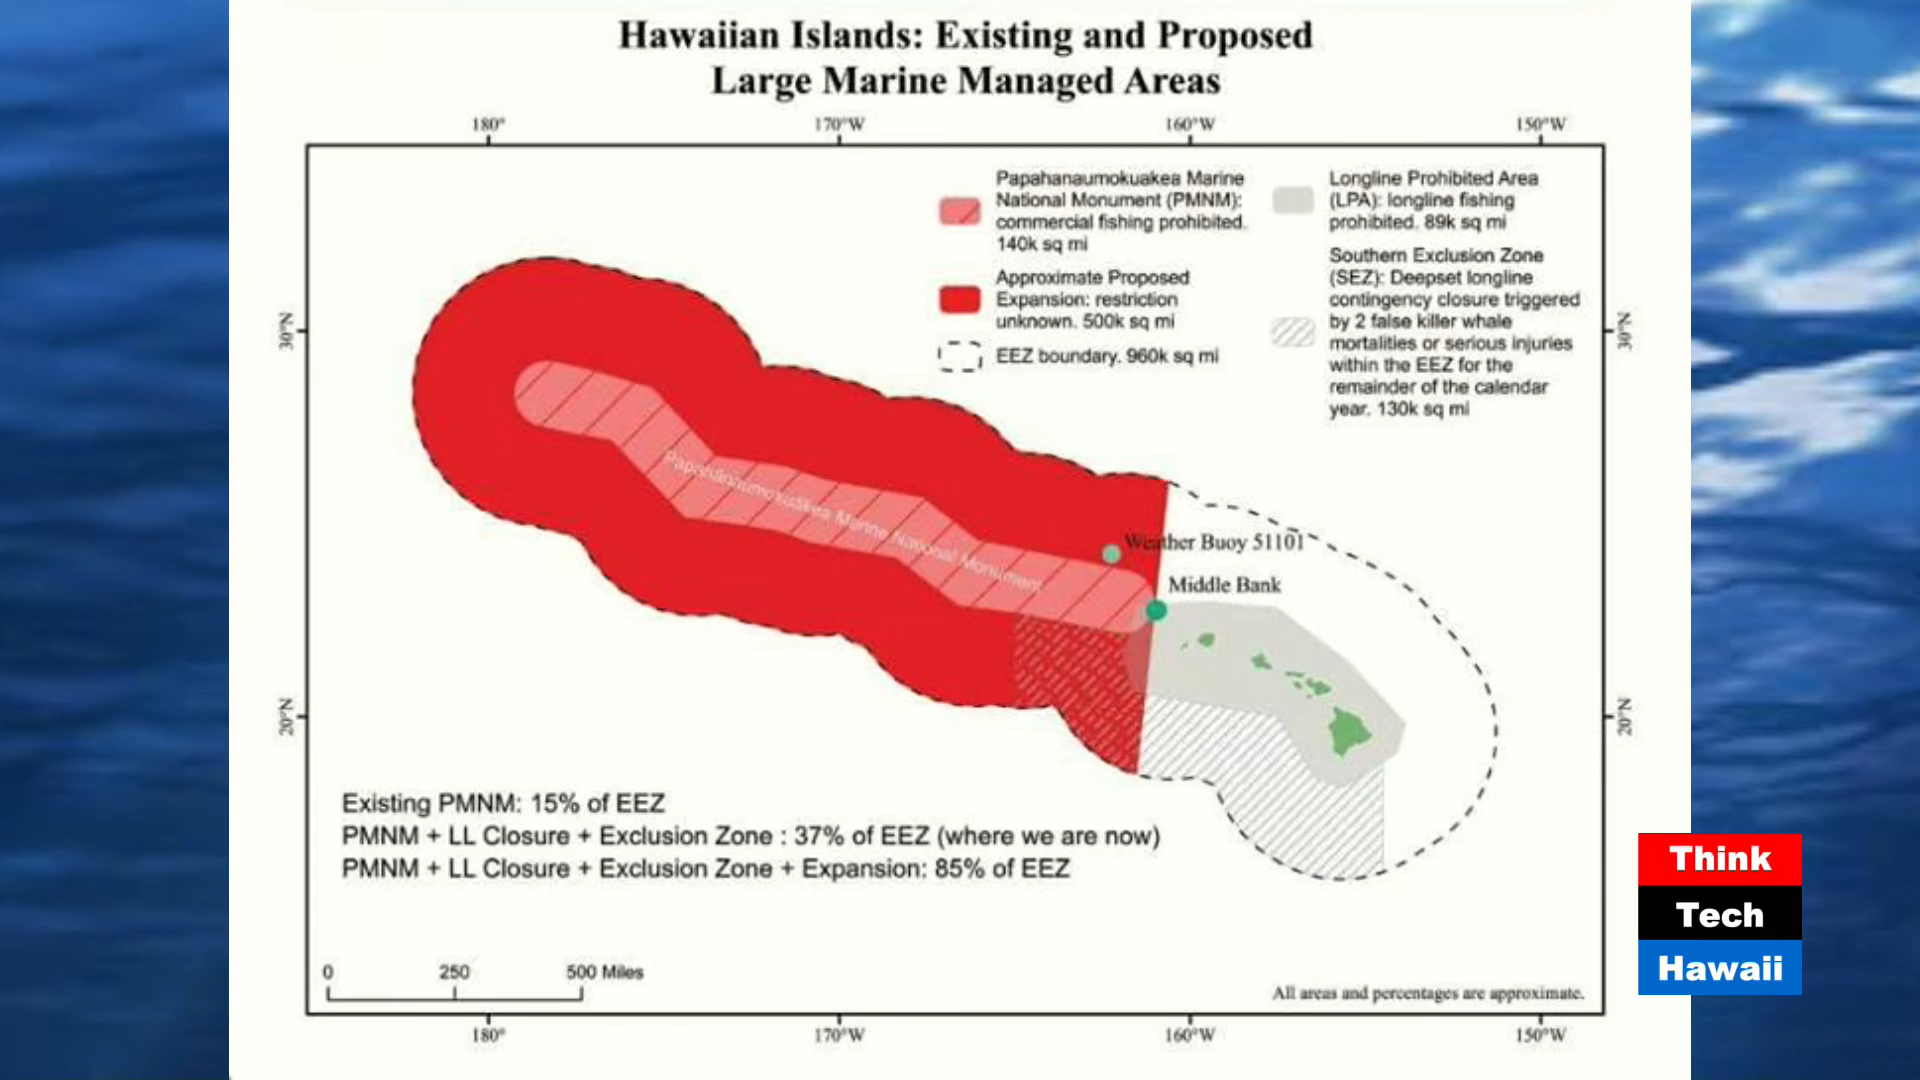 Hawaiian Islands: Existing and Proposed
Large Marine Managed Areas
180°
170°W
160°W
150°W
Papahanaumokuakea Marine
National Monument (PMNM):
commercial fishing prohibited.
140k sq mi
Approximate Proposed
Expansion: restriction
unknown. 500k sq mi
EEZ boundary. 960k sq mi
Longline Prohibited Area
(LPA): longline fishing
prohibited. 89k sq mi
Southern Exclusion Zone
(SEZ): Deepset longline
contingency closure triggered
by 2 false killer whale
mortalities or serious injuries
within the EEZ for the
remainder of the calendar
year. 130k sq mi
30°N
30°N
Papahanaumokuakea Marine National Monument
Weather Buoy 51101
Middle Bank
20°N
20°N
Existing PMNM: 15% of EEZ
PMNM + LL Closure + Exclusion Zone : 37% of EEZ (where we are now)
PMNM + LL Closure + Exclusion Zone + Expansion: 85% of EEZ
Think
Tech
Hawaii
0
250
500 Miles
All areas and percentages are approximate.
180°
170°W
160°W
150°W